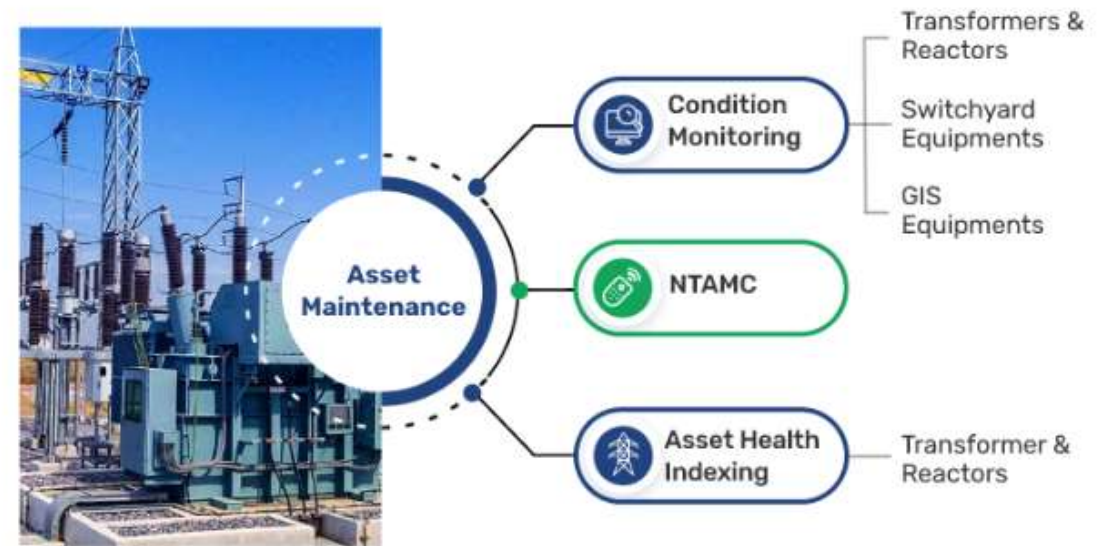 Transformers &
Reactors
Condition
Monitoring
Switchyard
Equipments
GIS
Equipments
Asset
Maintenance
NTAMC
Asset Health
Indexing
Transformer &
Reactors